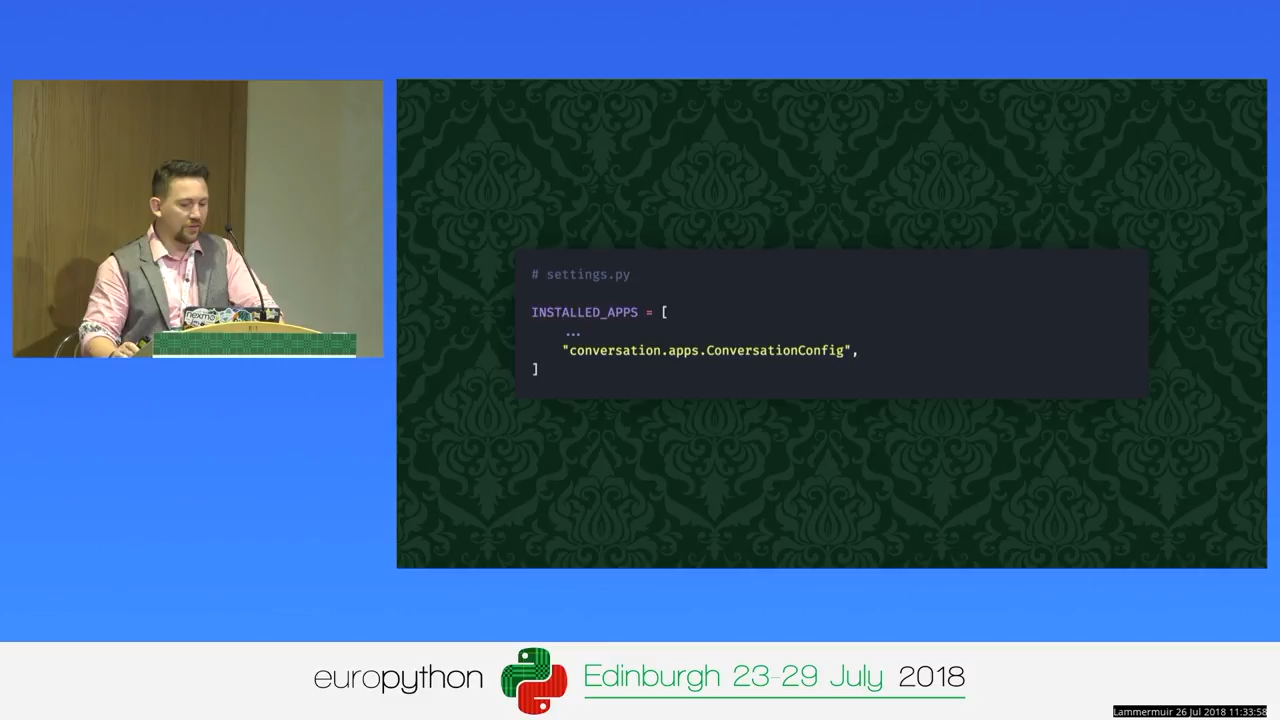 nexmo
# settings.py
INSTALLED_APPS = [
...
"conversation.apps.ConversationConfig",
]
europython
Edinburgh 23-29 July 2018
Lammermuir 26 Jul 2018 11:33:58